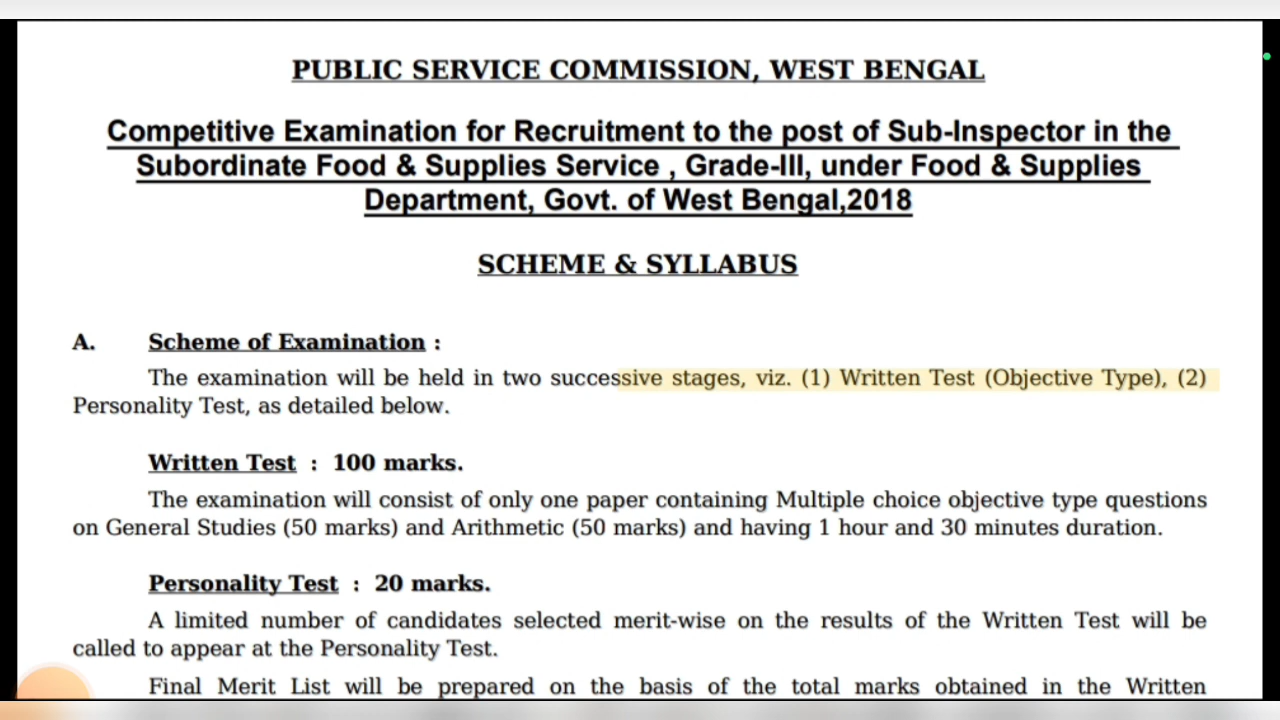 PUBLIC SERVICE COMMISSION, WEST BENGAL
Competitive Examination for Recruitment to the post of Sub-Inspector in the
Subordinate Food & Supplies Service , Grade-III, under Food & Supplies
Department, Govt. of West Bengal,2018
SCHEME & SYLLABUS
A. Scheme of Examination :
The examination will be held in two successive stages, viz. (1) Written Test (Objective Type), (2)
Personality Test, as detailed below.
Written Test : 100 marks.
The examination will consist of only one paper containing Multiple choice objective type questions
on General Studies (50 marks) and Arithmetic (50 marks) and having 1 hour and 30 minutes duration.
Personality Test : 20 marks.
A limited number of candidates selected merit-wise on the results of the Written Test will be
called to appear at the Personality Test.
Final Merit List will be prepared on the basis of the total marks obtained in the Written